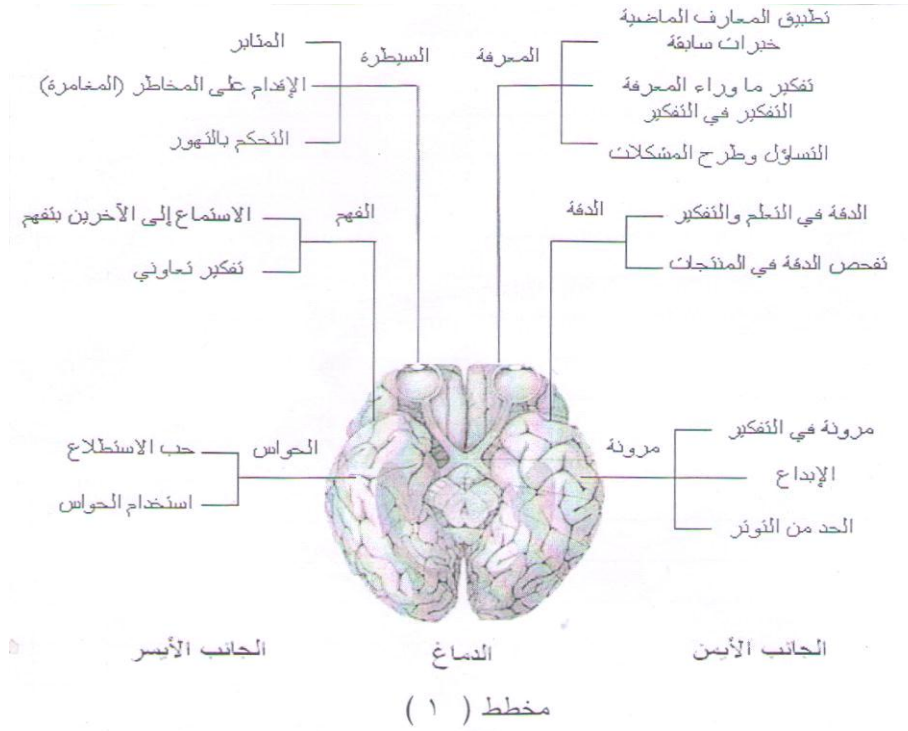 المعرفة
تطبيق المعارف الماضية
خبرات سابقة
تفكير ما وراء المعرفة
التفكير في التفكير
التساؤل وطرح المشكلات
السيطرة
المثابر
الإقدام على المخاطر (المغامرة)
التحكم بالتهور
الدقة
الدقة في التعلم والتفكير
تفحص الدقة في المنتجات
الفهم
الاستماع إلى الآخرين بتفهم
تفكير تعاوني
مرونة
مرونة في التفكير
الإبداع
الحد من التوتر
الحواس
حب الاستطلاع
استخدام الحواس
الجانب الأيمن
الدماغ
الجانب الأيسر
مخطط ( ١ )